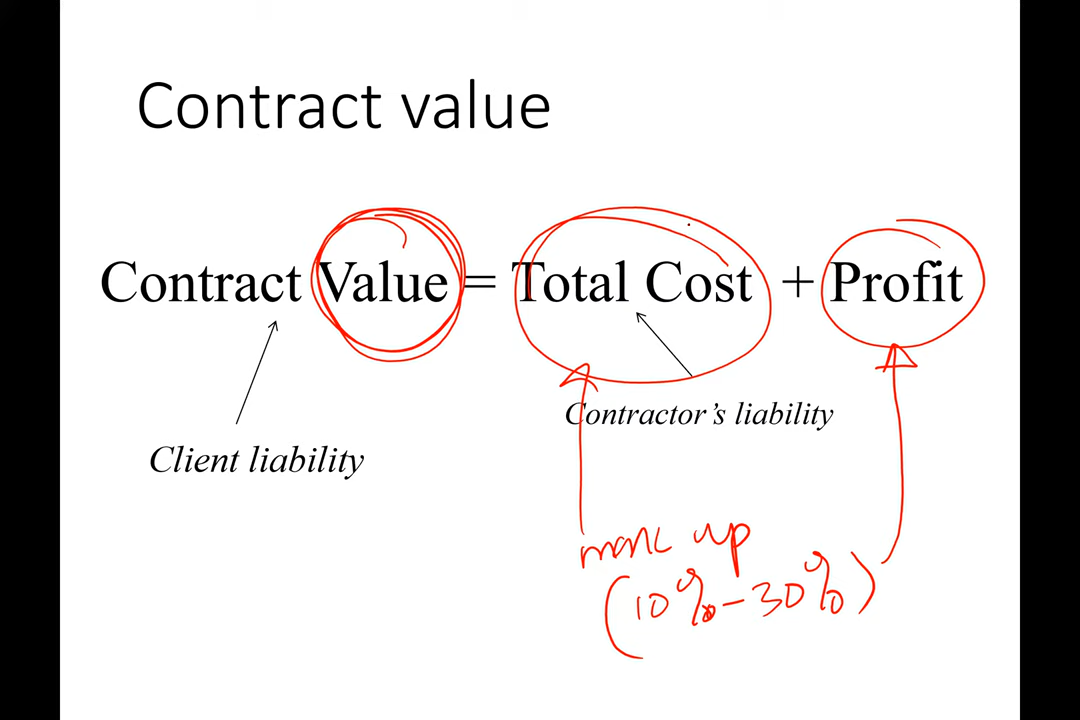 Contract value
Contract Value = Total Cost + Profit
Contractor’s liability
Client liability
mark up
(10% - 30%)